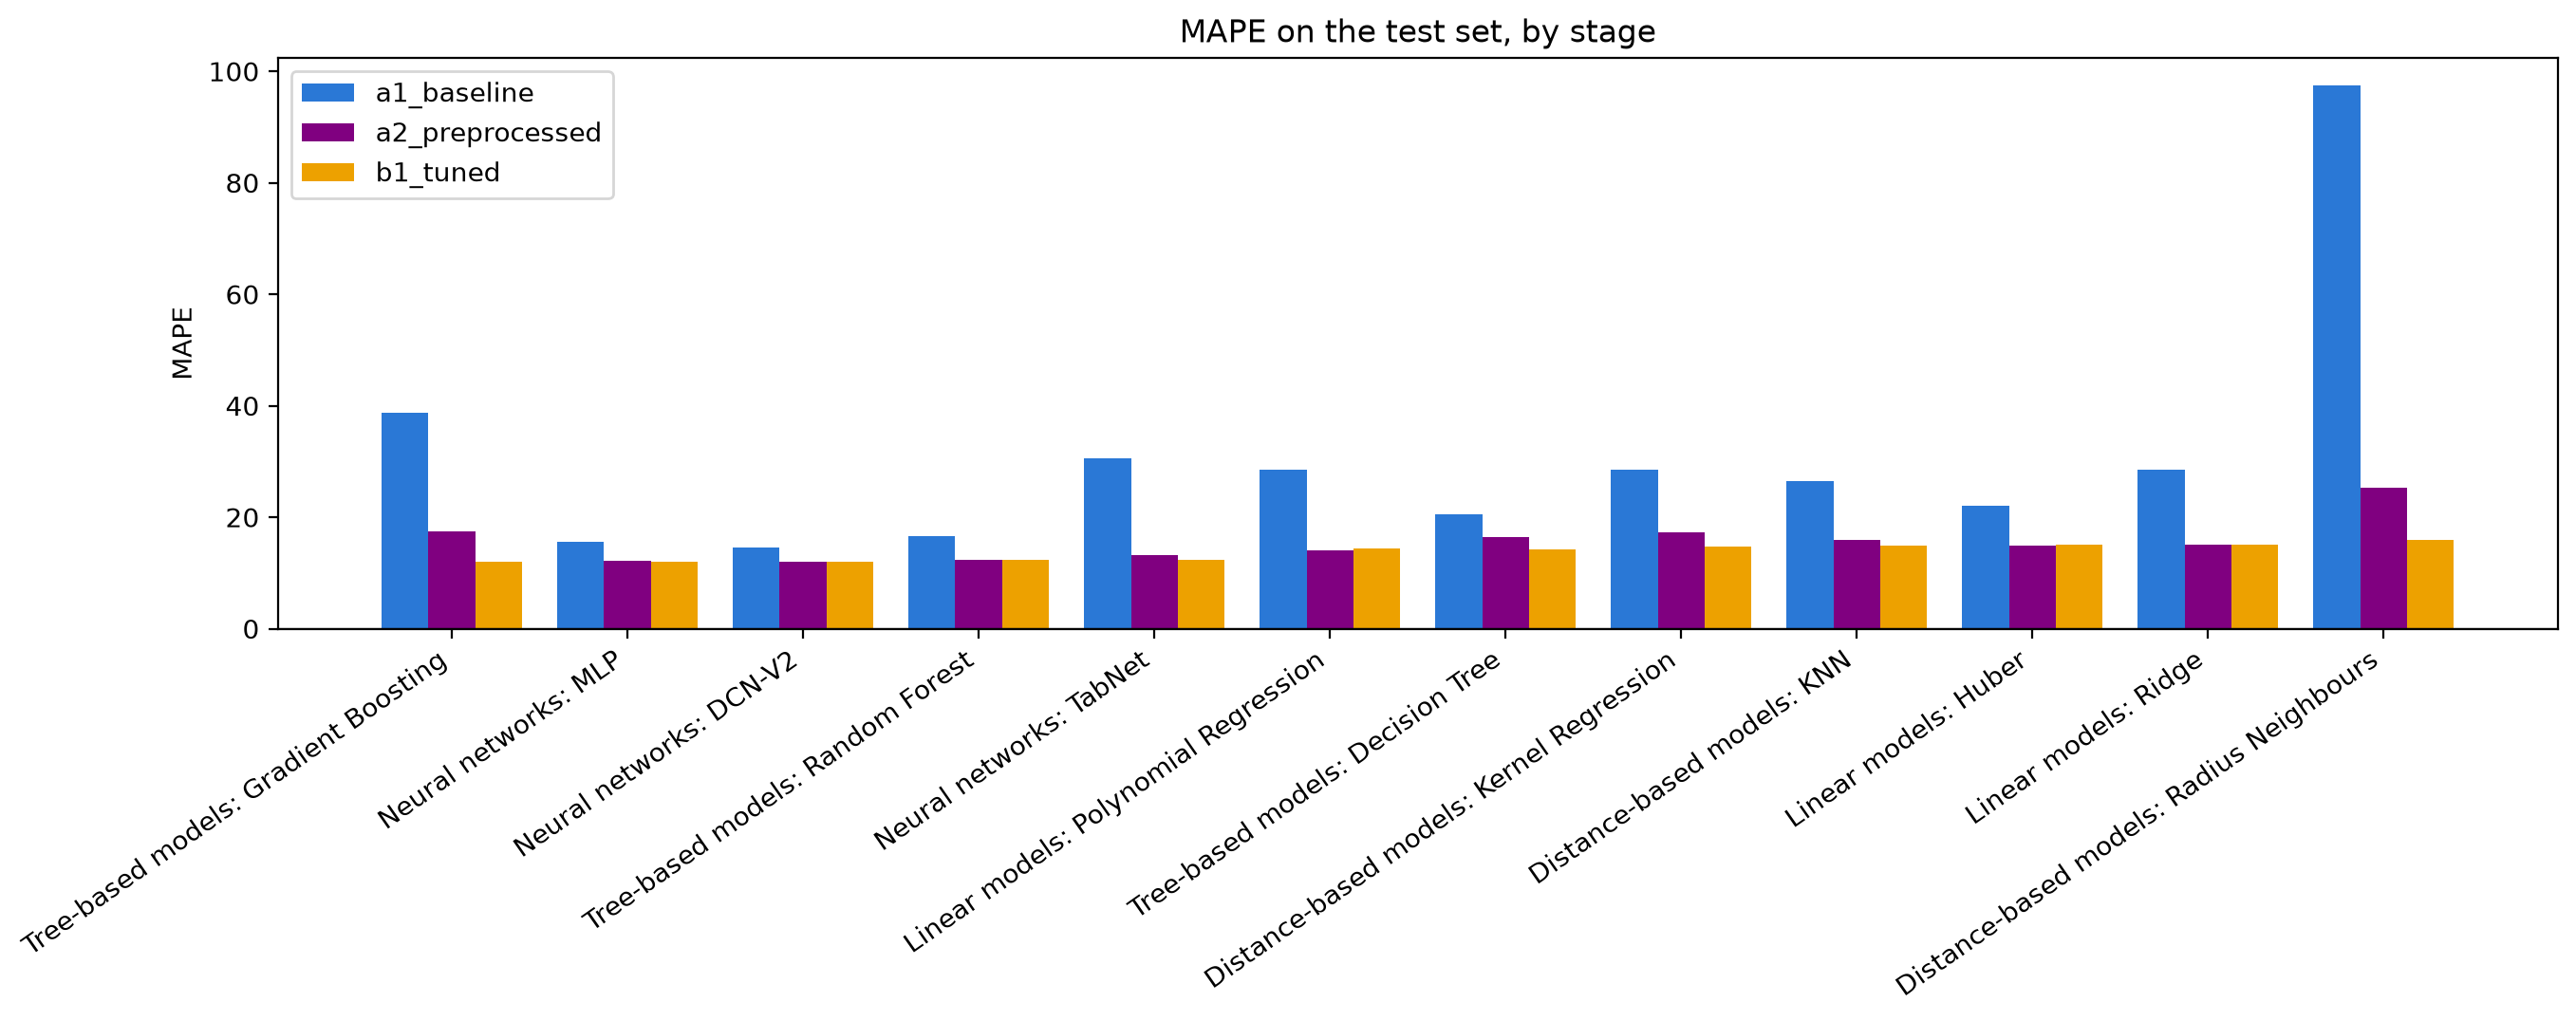 MAPE on the test set, by stage
100
80
60
40
20
0
MAPE
a1_baseline
a2_preprocessed
b1_tuned
Tree-based models: Gradient Boosting
Neural networks: MLP
Neural networks: DCN-V2
Tree-based models: Random Forest
Neural networks: TabNet
Linear models: Polynomial Regression
Tree-based models: Decision Tree
Distance-based models: Kernel Regression
Distance-based models: KNN
Linear models: Huber
Linear models: Ridge
Distance-based models: Radius Neighbours